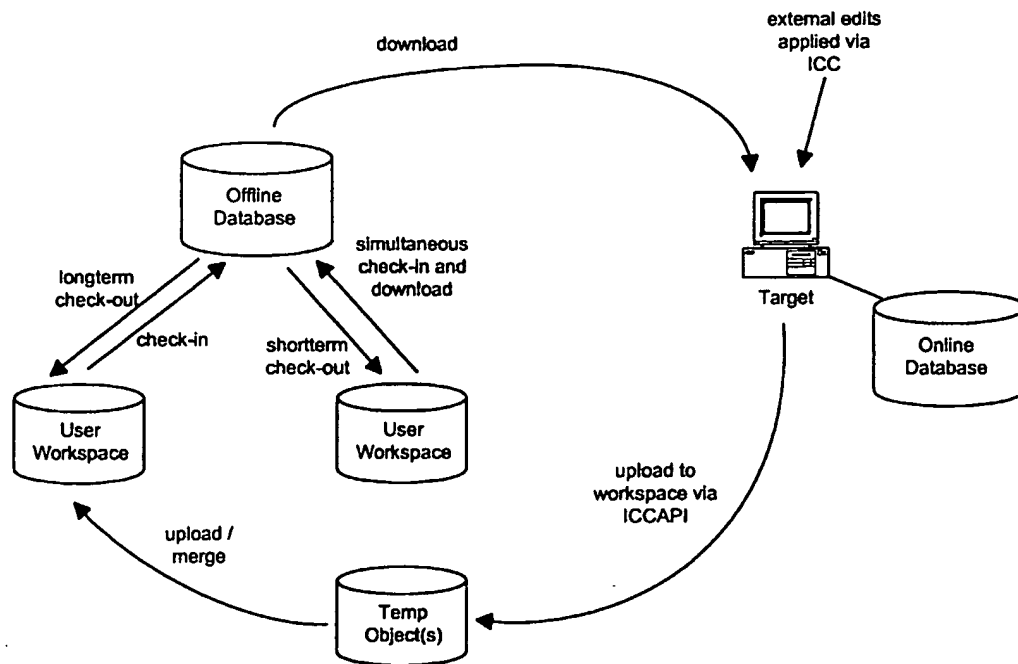 download
external edits
applied via
ICC
Offline
Database
simultaneous
check-in and
download
longterm
check-out
check-in
shortterm
check-out
Target
Online
Database
User
Workspace
User
Workspace
upload to
workspace via
ICCAPI
upload /
merge
Temp
Object(s)